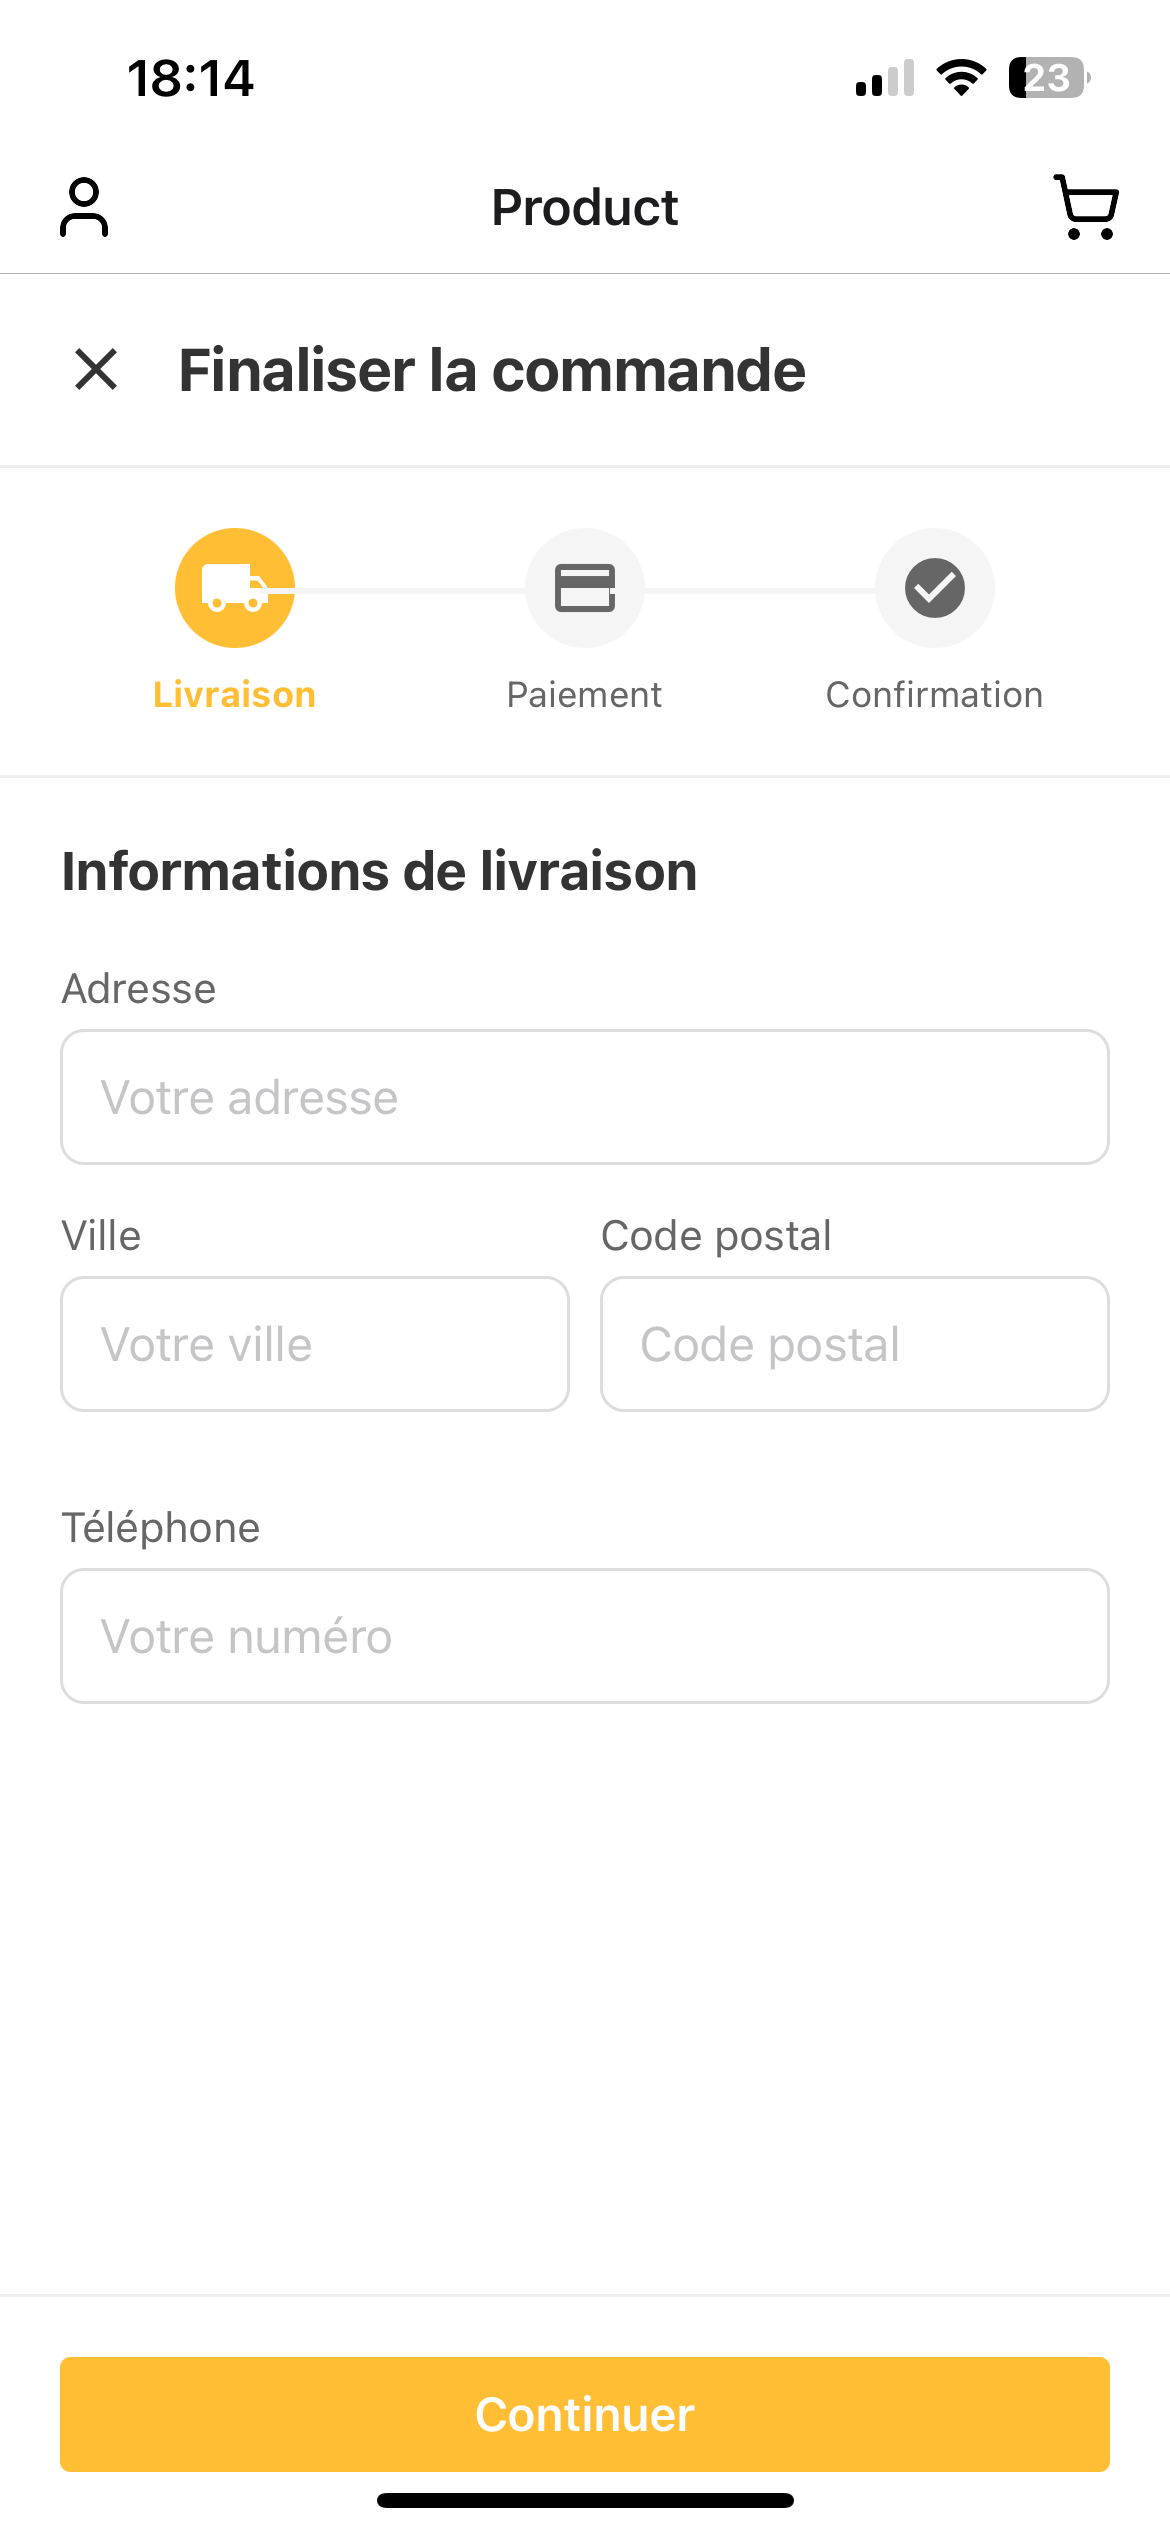 18:14
23
Product
Finaliser la commande
Livraison
Paiement
Confirmation
Informations de livraison
Adresse
Votre adresse
Ville
Code postal
Votre ville
Code postal
Téléphone
Votre numéro
Continuer